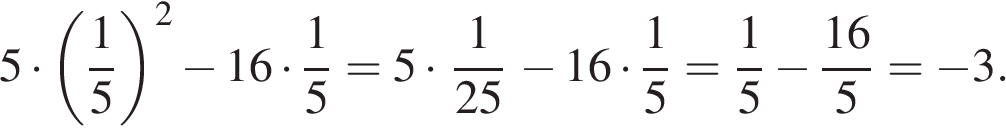 5 · (1/5)² − 16 · 1/5 = 5 · 1/25 − 16 · 1/5 = 1/5 − 16/5 = −3.